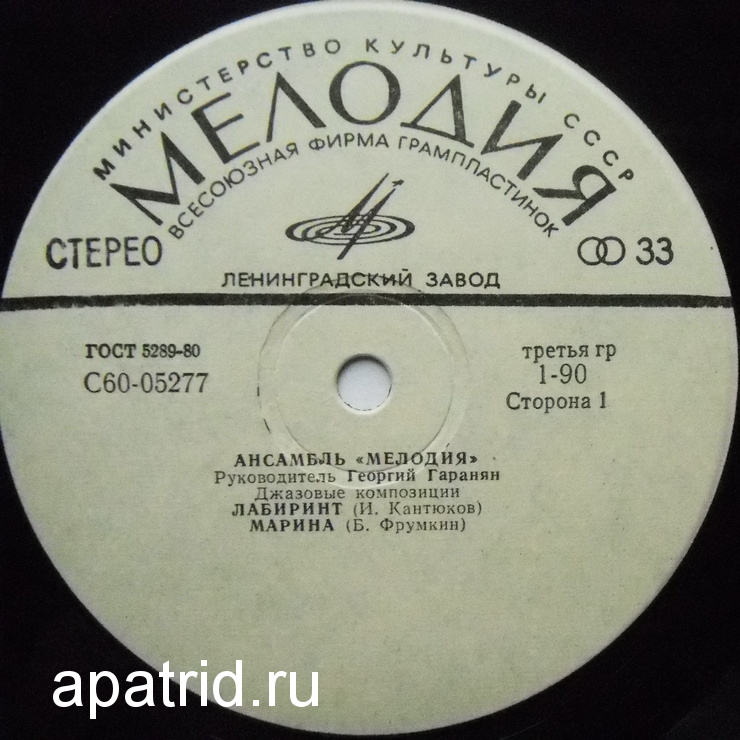 МИНИСТЕРСТВО КУЛЬТУРЫ СССР
МЕЛОДИЯ
ВСЕСОЮЗНАЯ ФИРМА ГРАМПЛАСТИНОК
СТЕРЕО
33
ЛЕНИНГРАДСКИЙ ЗАВОД
ГОСТ 5289-80
С60-05277
третья гр
1-90
Сторона 1
АНСАМБЛЬ «МЕЛОДИЯ»
Руководитель Георгий Гаранян
Джазовые композиции
ЛАБИРИНТ (И. Кантюков)
МАРИНА (Б. Фрумкин)
apatrid.ru